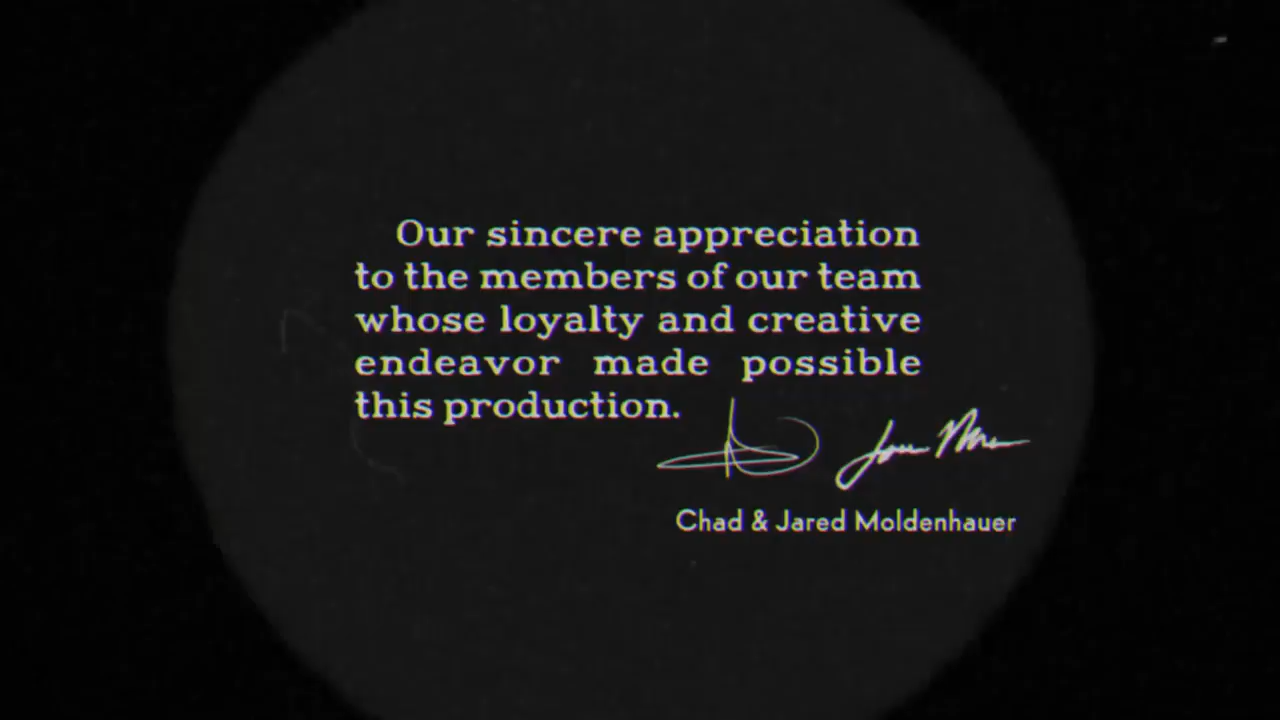 Our sincere appreciation
to the members of our team
whose loyalty and creative
endeavor made possible
this production.
Chad & Jared Moldenhauer